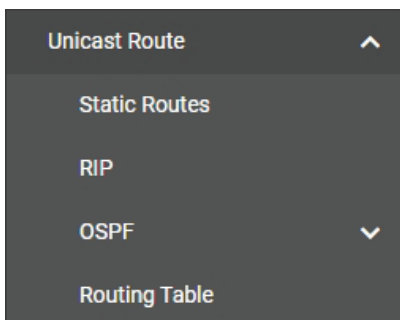 Unicast Route
Static Routes
RIP
OSPF
Routing Table